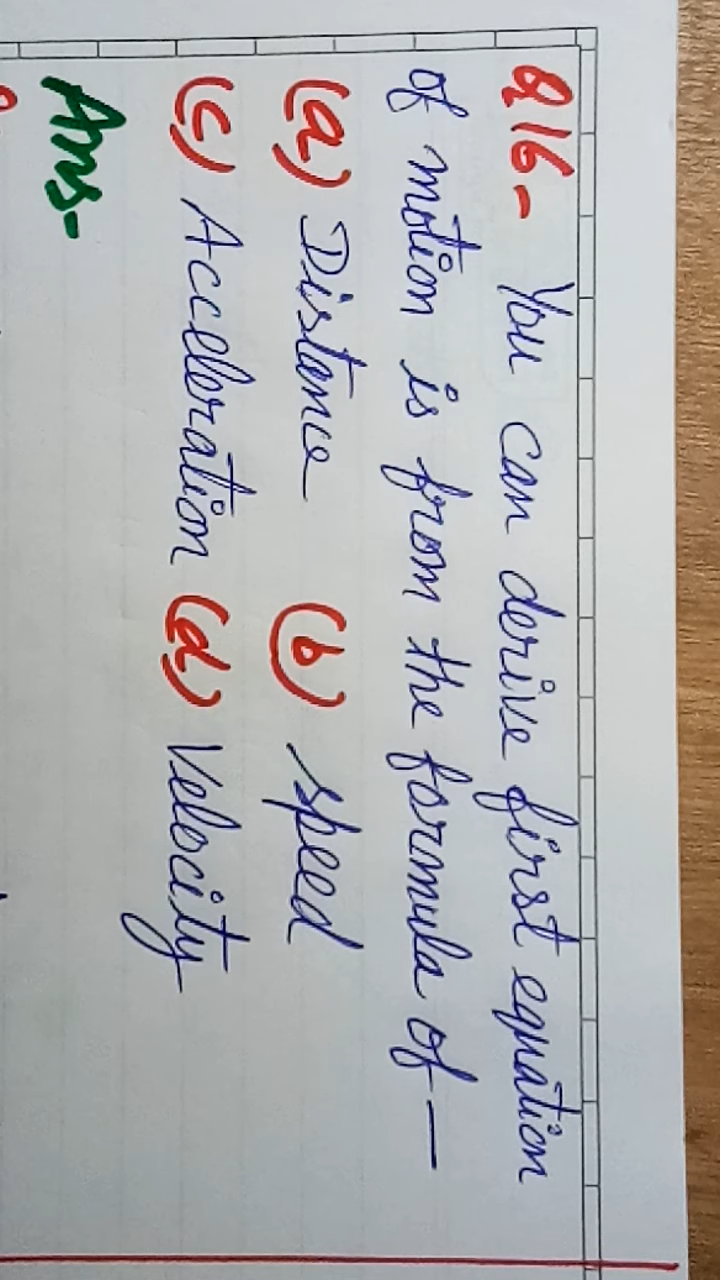 Q16- You can derive first equation
of motion is from the formula of —
(a) Distance (b) speed
(c) Acceleration (d) Velocity
Ans-